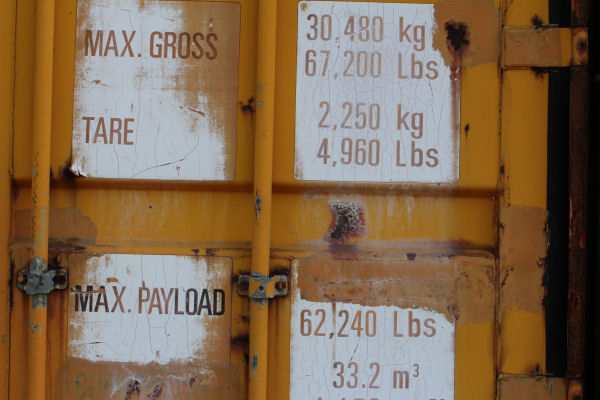 MAX. GROSS 30,480 kg
67,200 Lbs
TARE 2,250 kg
4,960 Lbs
MAX. PAYLOAD 62,240 Lbs
33.2 m³